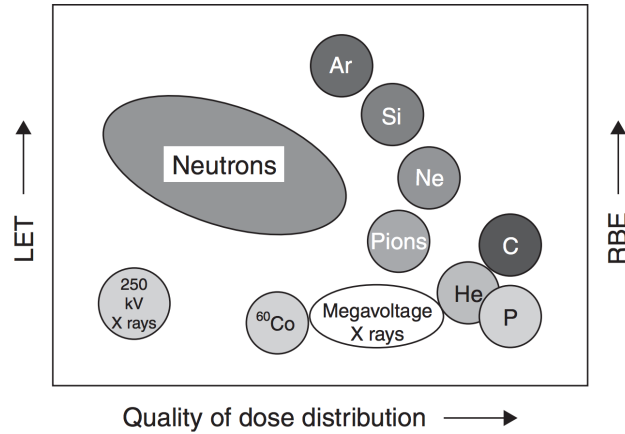 Ar
Si
Neutrons
Ne
Pions
C
LET
RBE
250
kV
X rays
He
60Co
Megavoltage
X rays
P
Quality of dose distribution